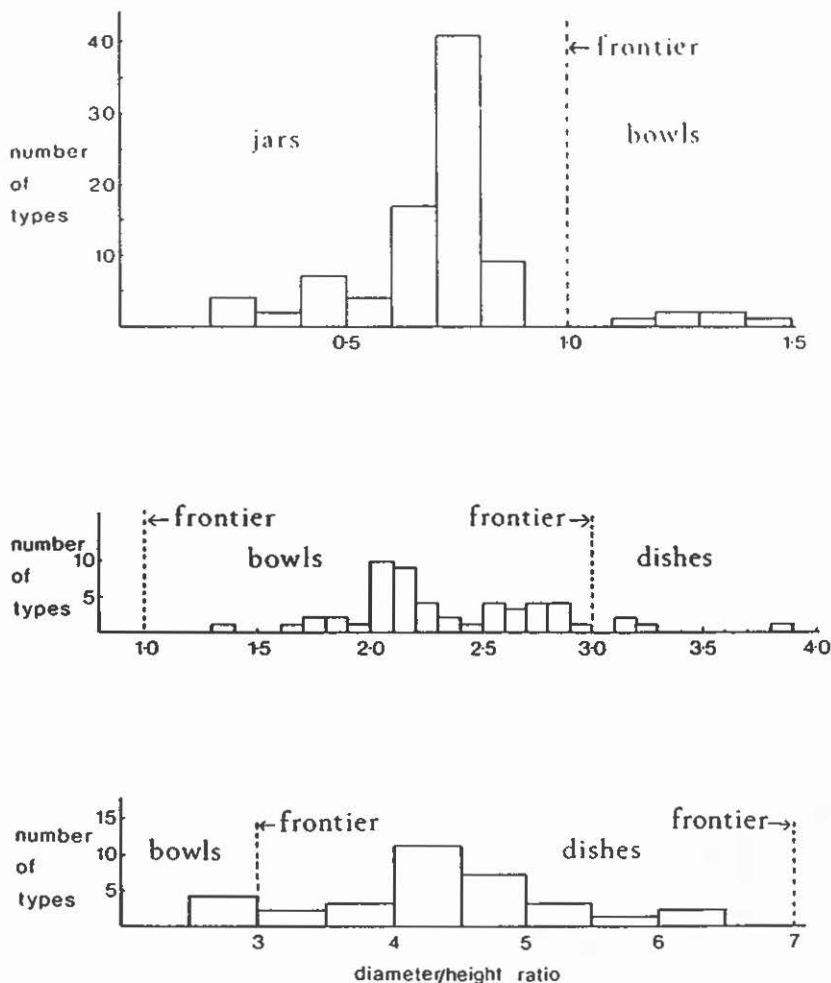 40
←frontier
30
jars
bowls
number
of
20
types
10
0·5
1·0
1·5
←frontier
frontier→
number
10
bowls
dishes
of
5
types
1·0
1·5
2·0
2·5
3·0
3·5
4·0
15
←frontier
frontier→
number
10
bowls
dishes
of
5
types
3
4
5
6
7
diameter/height ratio